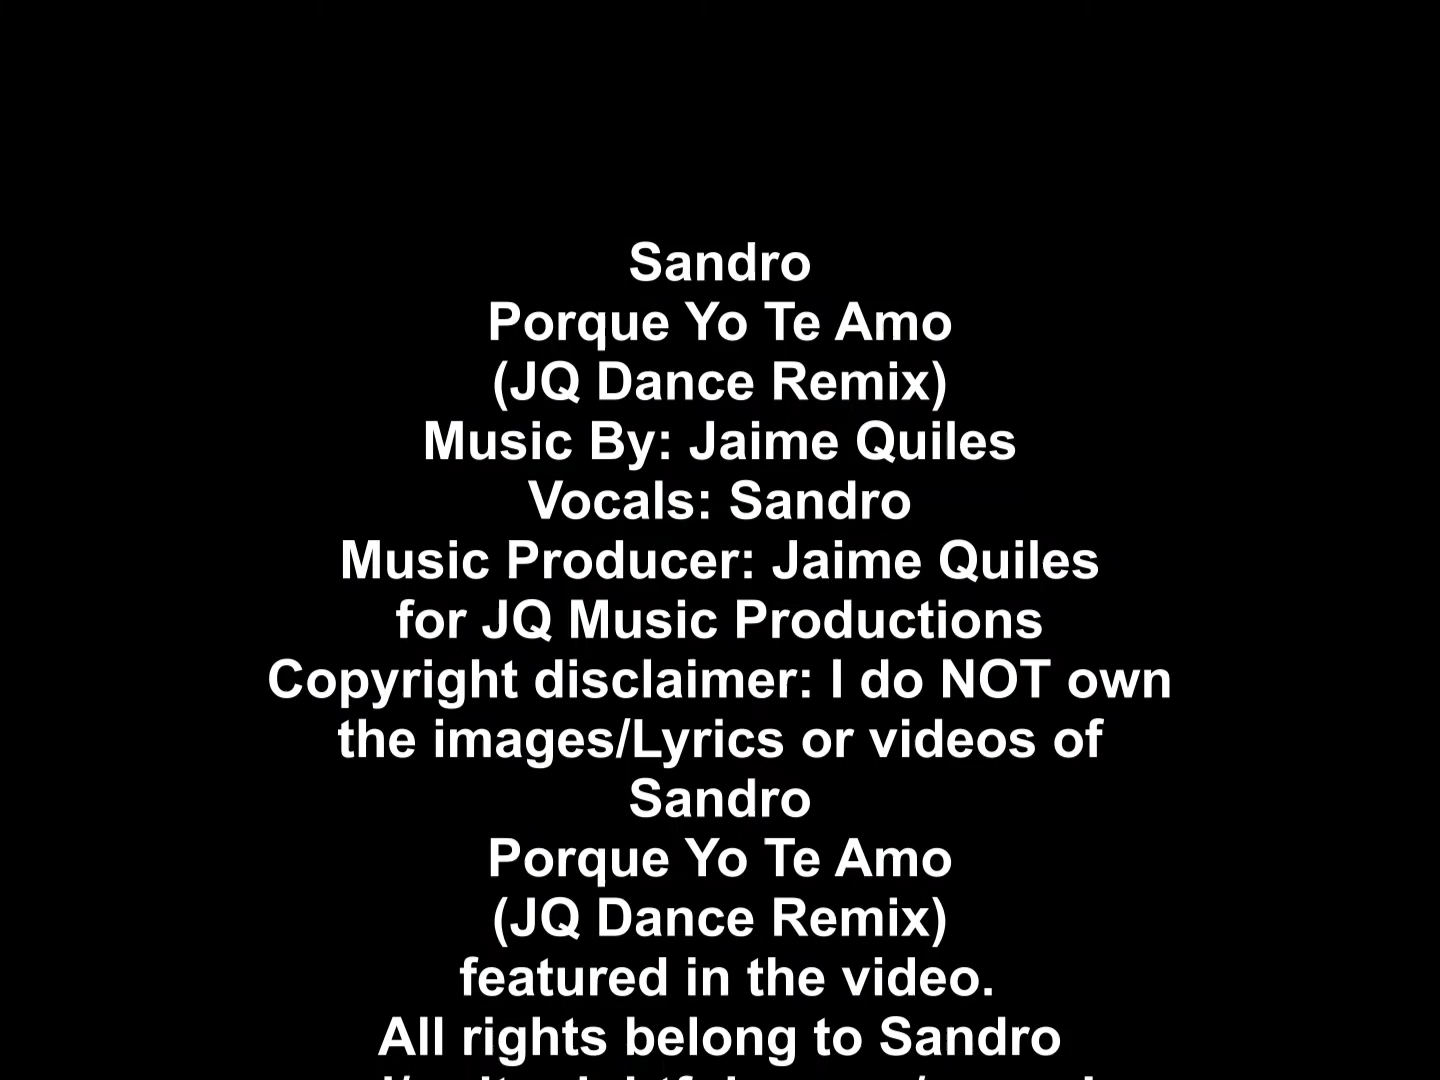 Sandro
Porque Yo Te Amo
(JQ Dance Remix)
Music By: Jaime Quiles
Vocals: Sandro
Music Producer: Jaime Quiles
for JQ Music Productions
Copyright disclaimer: I do NOT own
the images/Lyrics or videos of
Sandro
Porque Yo Te Amo
(JQ Dance Remix)
featured in the video.
All rights belong to Sandro